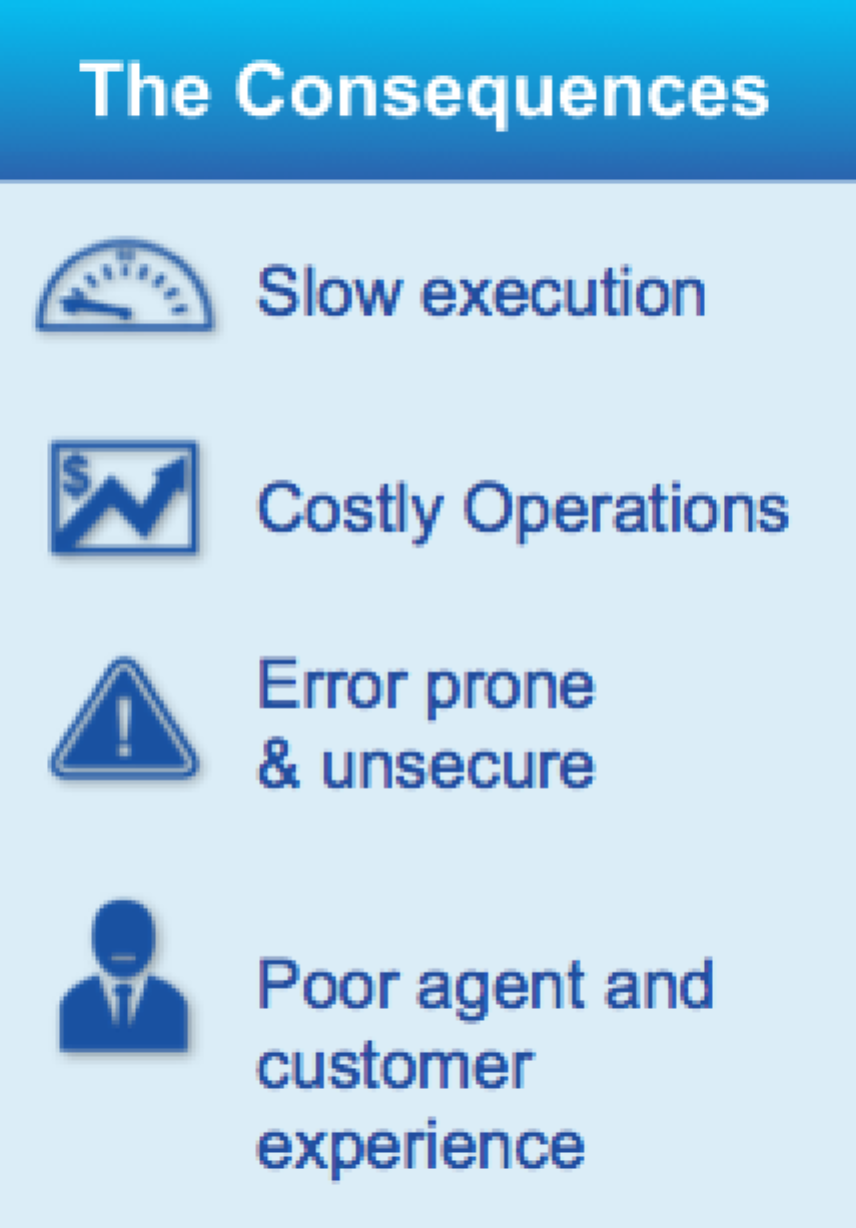 The Consequences
Slow execution
$
Costly Operations
!
Error prone
& unsecure
Poor agent and
customer
experience